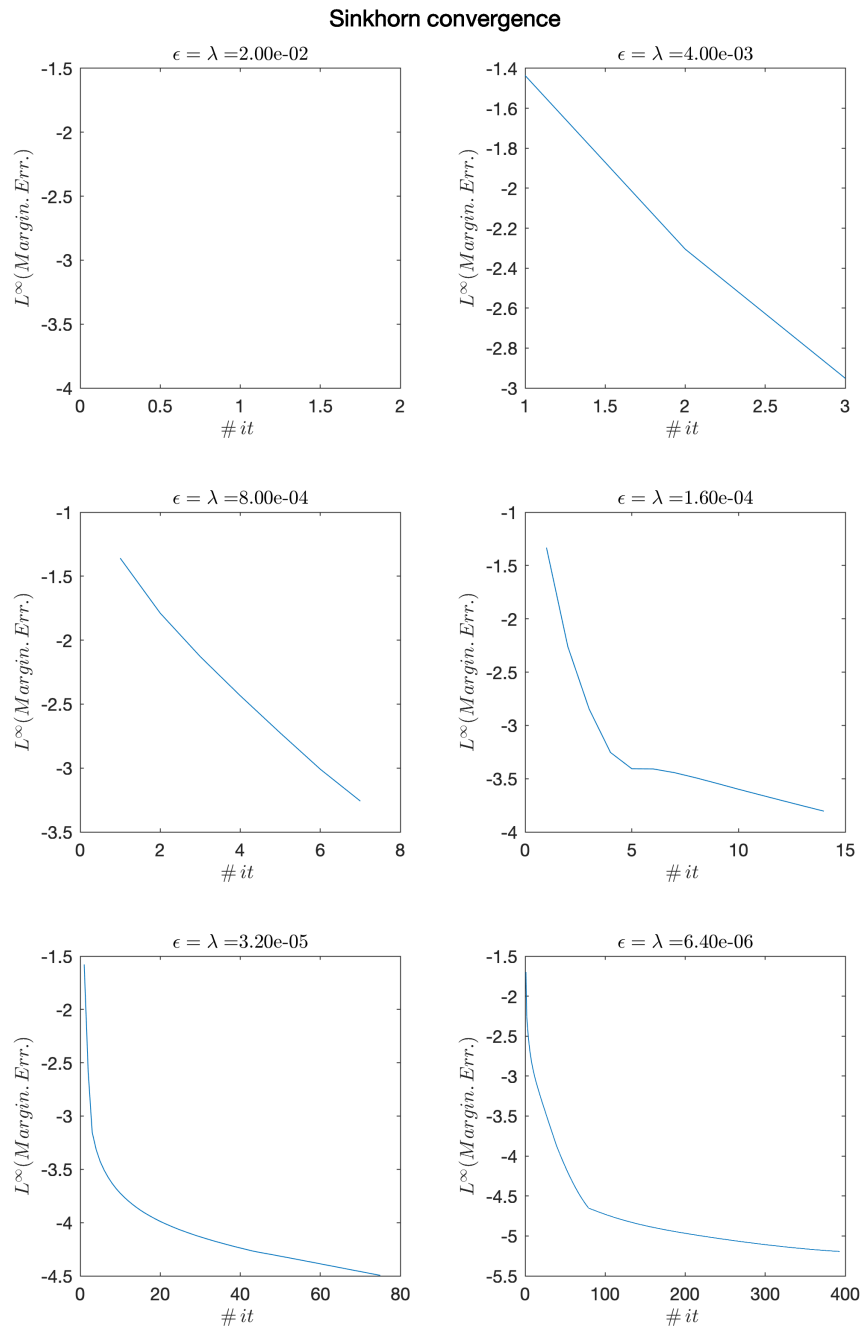 Sinkhorn convergence
ϵ = λ =2.00e-02
L∞(Margin. Err.)
-1.5
-2
-2.5
-3
-3.5
-4
0 0.5 1 1.5 2
# it
ϵ = λ =4.00e-03
L∞(Margin. Err.)
-1.4
-1.6
-1.8
-2
-2.2
-2.4
-2.6
-2.8
-3
1 1.5 2 2.5 3
# it
ϵ = λ =8.00e-04
L∞(Margin. Err.)
-1
-1.5
-2
-2.5
-3
-3.5
0 2 4 6 8
# it
ϵ = λ =1.60e-04
L∞(Margin. Err.)
-1
-1.5
-2
-2.5
-3
-3.5
-4
0 5 10 15
# it
ϵ = λ =3.20e-05
L∞(Margin. Err.)
-1.5
-2
-2.5
-3
-3.5
-4
-4.5
0 20 40 60 80
# it
ϵ = λ =6.40e-06
L∞(Margin. Err.)
-1.5
-2
-2.5
-3
-3.5
-4
-4.5
-5
-5.5
0 100 200 300 400
# it